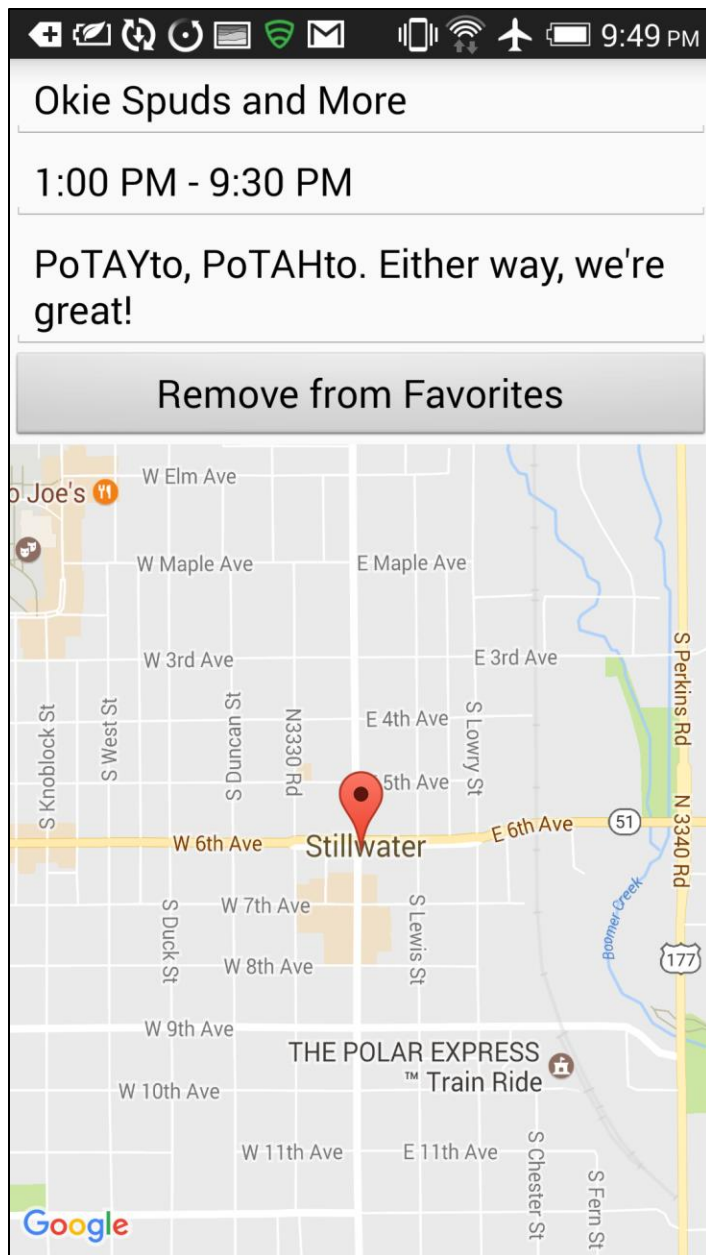 9:49 PM
Okie Spuds and More
1:00 PM - 9:30 PM
PoTAYto, PoTAHto. Either way, we're
great!
Remove from Favorites
W Elm Ave
o Joe's
W Maple Ave
E Maple Ave
W 3rd Ave
E 3rd Ave
S Perkins Rd
S Knoblock St
S West St
S Duncan St
N3330 Rd
E 4th Ave
S Lowry St
5th Ave
N 3340 Rd
W 6th Ave
Stillwater
E 6th Ave
51
W 7th Ave
S Duck St
S Lewis St
Boomer Creek
177
W 8th Ave
W 9th Ave
THE POLAR EXPRESS
™ Train Ride
W 10th Ave
W 11th Ave
E 11th Ave
S Chester St
S Fern St
Google